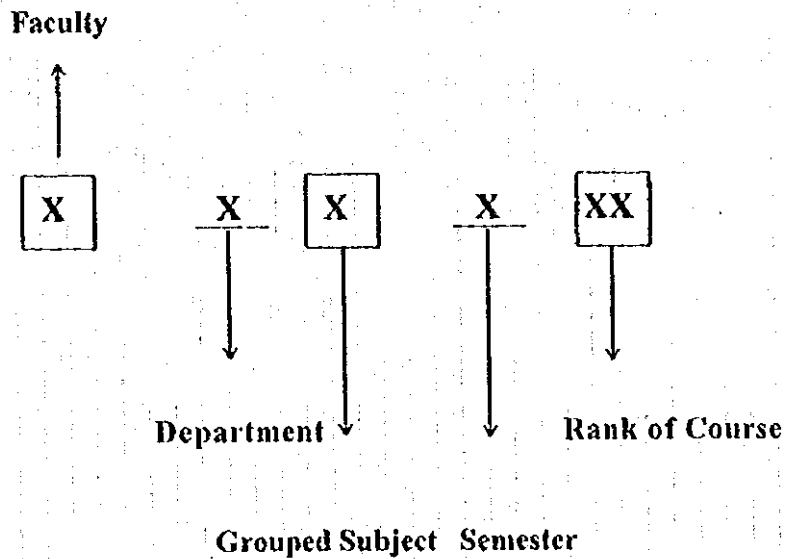 Faculty
X X X X XX
Department Rank of Course
Grouped Subject Semester